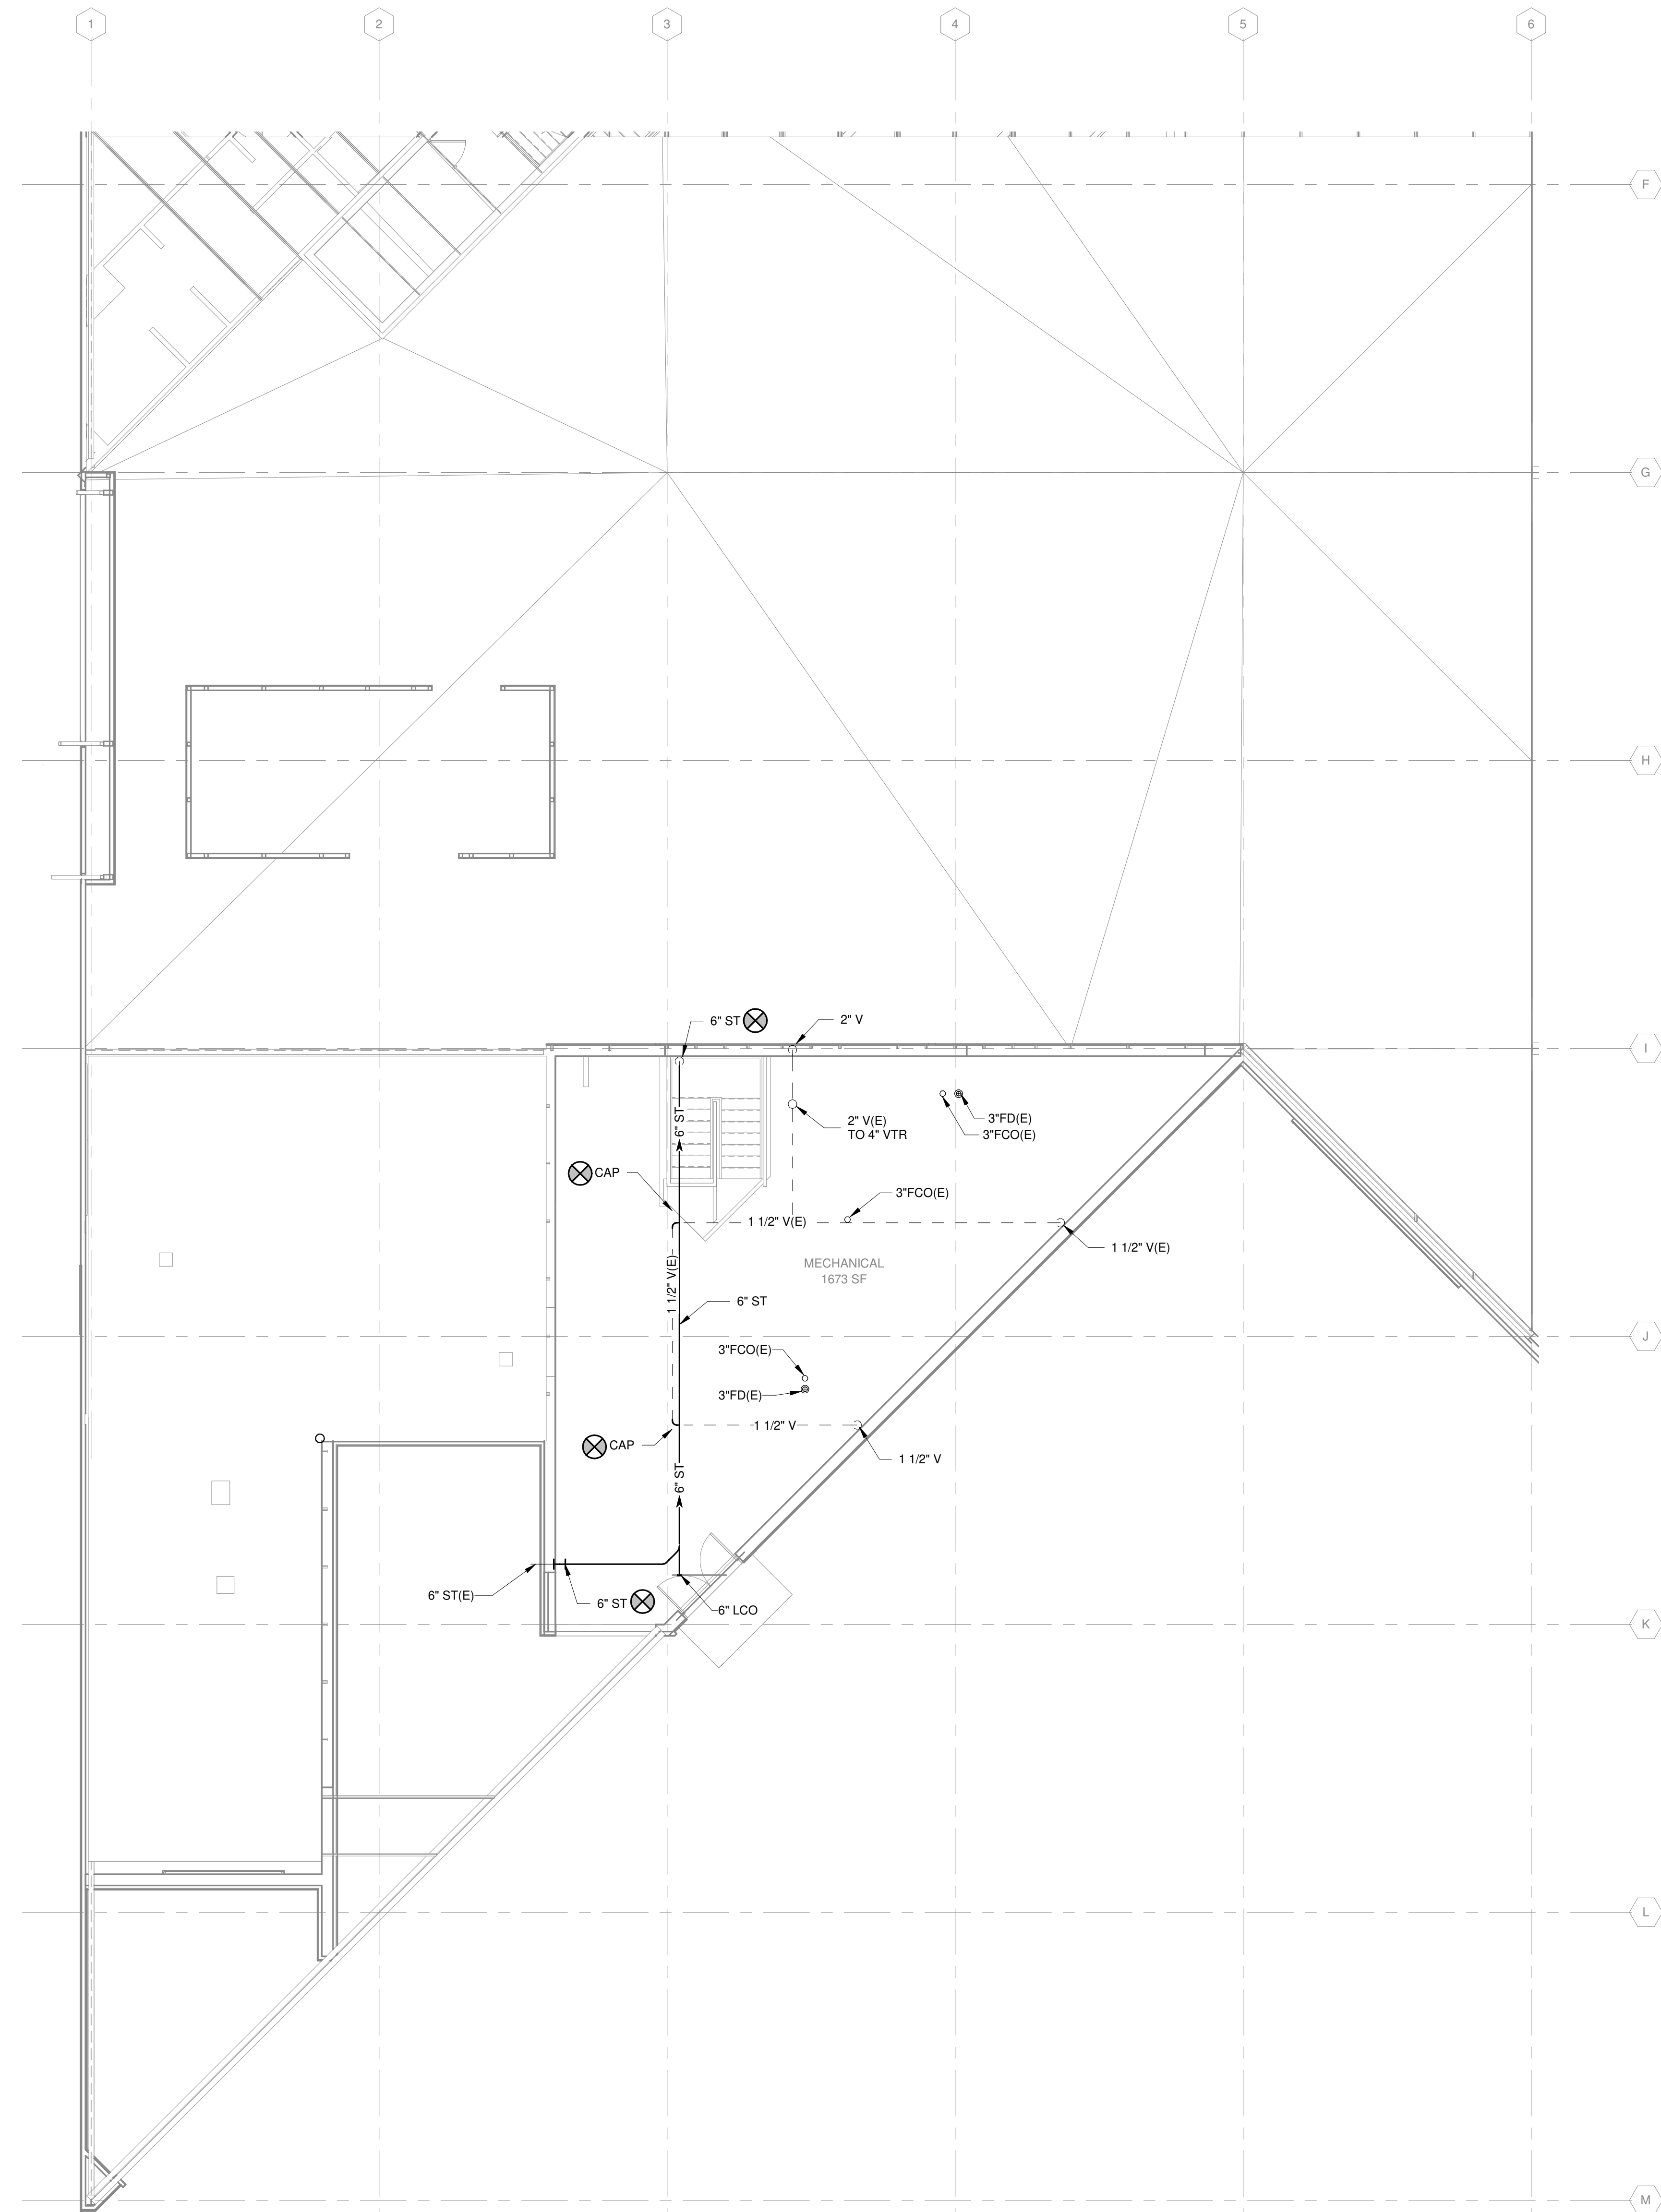 1
2
3
4
5
6
F
G
H
I
6" ST
2" V
6" ST
2" V(E)
TO 4" VTR
3"FD(E)
3"FCO(E)
CAP
3"FCO(E)
1 1/2" V(E)
1 1/2" V(E)
1 1/2" V(E)
MECHANICAL
1673 SF
6" ST
J
3"FCO(E)
3"FD(E)
1 1/2" V
CAP
1 1/2" V
6" ST
6" ST(E)
6" ST
6" LCO
K
L
M